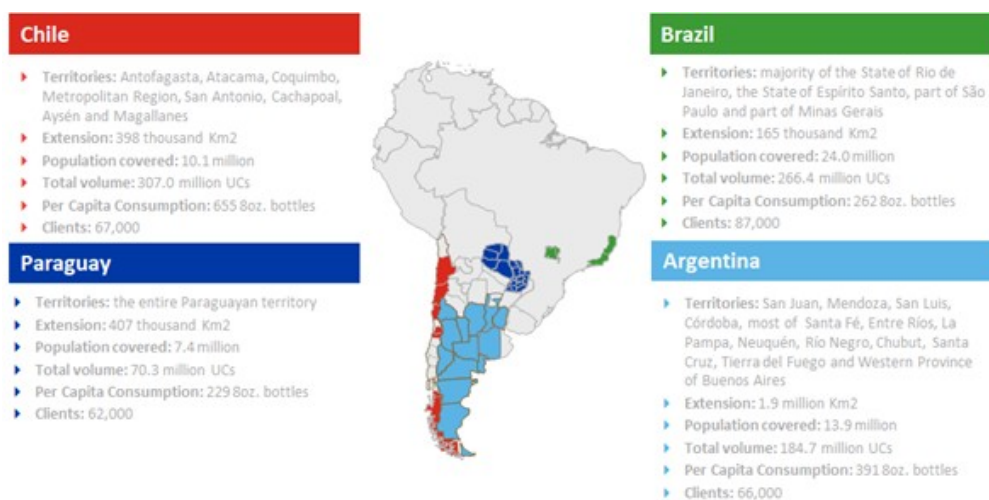 Chile
Territories: Antofagasta, Atacama, Coquimbo,
Metropolitan Region, San Antonio, Cachapoal,
Aysén and Magallanes
Extension: 398 thousand Km2
Population covered: 10.1 million
Total volume: 307.0 million UCs
Per Capita Consumption: 655 8oz. bottles
Clients: 67,000
Paraguay
Territories: the entire Paraguayan territory
Extension: 407 thousand Km2
Population covered: 7.4 million
Total volume: 70.3 million UCs
Per Capita Consumption: 229 8oz. bottles
Clients: 62,000
Brazil
Territories: majority of the State of Rio de
Janeiro, the State of Espírito Santo, part of São
Paulo and part of Minas Gerais
Extension: 165 thousand Km2
Population covered: 24.0 million
Total volume: 266.4 million UCs
Per Capita Consumption: 262 8oz. bottles
Clients: 87,000
Argentina
Territories: San Juan, Mendoza, San Luis,
Córdoba, most of Santa Fé, Entre Ríos, La
Pampa, Neuquén, Río Negro, Chubut, Santa
Cruz, Tierra del Fuego and Western Province
of Buenos Aires
Extension: 1.9 million Km2
Population covered: 13.9 million
Total volume: 184.7 million UCs
Per Capita Consumption: 391 8oz. bottles
Clients: 66,000